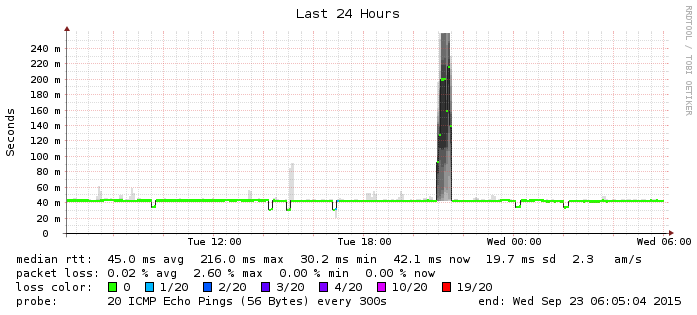 Last 24 Hours
RRDTOOL / TOBI OETIKER
Seconds
240 m
220 m
200 m
180 m
160 m
140 m
120 m
100 m
80 m
60 m
40 m
20 m
0
Tue 12:00 Tue 18:00 Wed 00:00 Wed 06:00
median rtt: 45.0 ms avg 216.0 ms max 30.2 ms min 42.1 ms now 19.7 ms sd 2.3 am/s
packet loss: 0.02 % avg 2.60 % max 0.00 % min 0.00 % now
loss color: 0 1/20 2/20 3/20 4/20 10/20 19/20
probe: 20 ICMP Echo Pings (56 Bytes) every 300s end: Wed Sep 23 06:05:04 2015